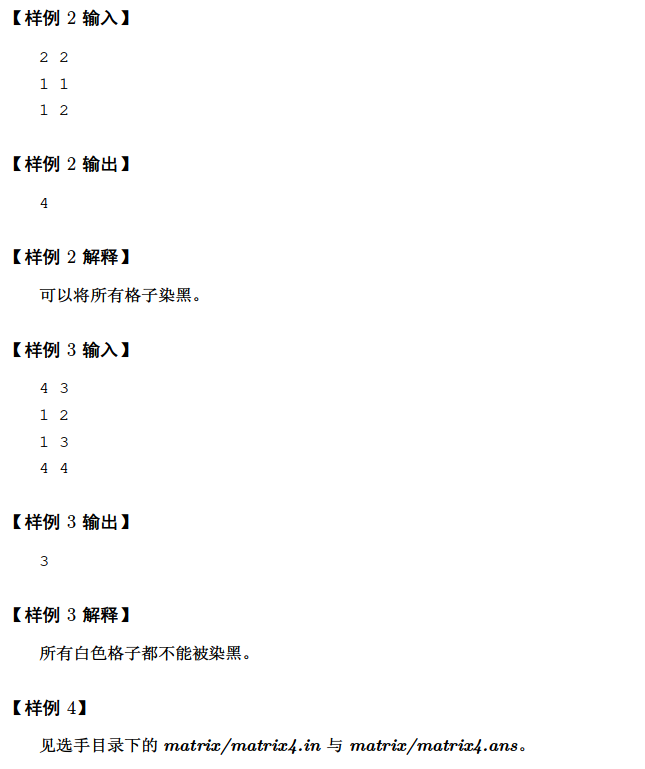 【样例 2 输入】
2 2
1 1
1 2
【样例 2 输出】
4
【样例 2 解释】
可以将所有格子染黑。
【样例 3 输入】
4 3
1 2
1 3
4 4
【样例 3 输出】
3
【样例 3 解释】
所有白色格子都不能被染黑。
【样例 4】
见选手目录下的 matrix/matrix4.in 与 matrix/matrix4.ans。